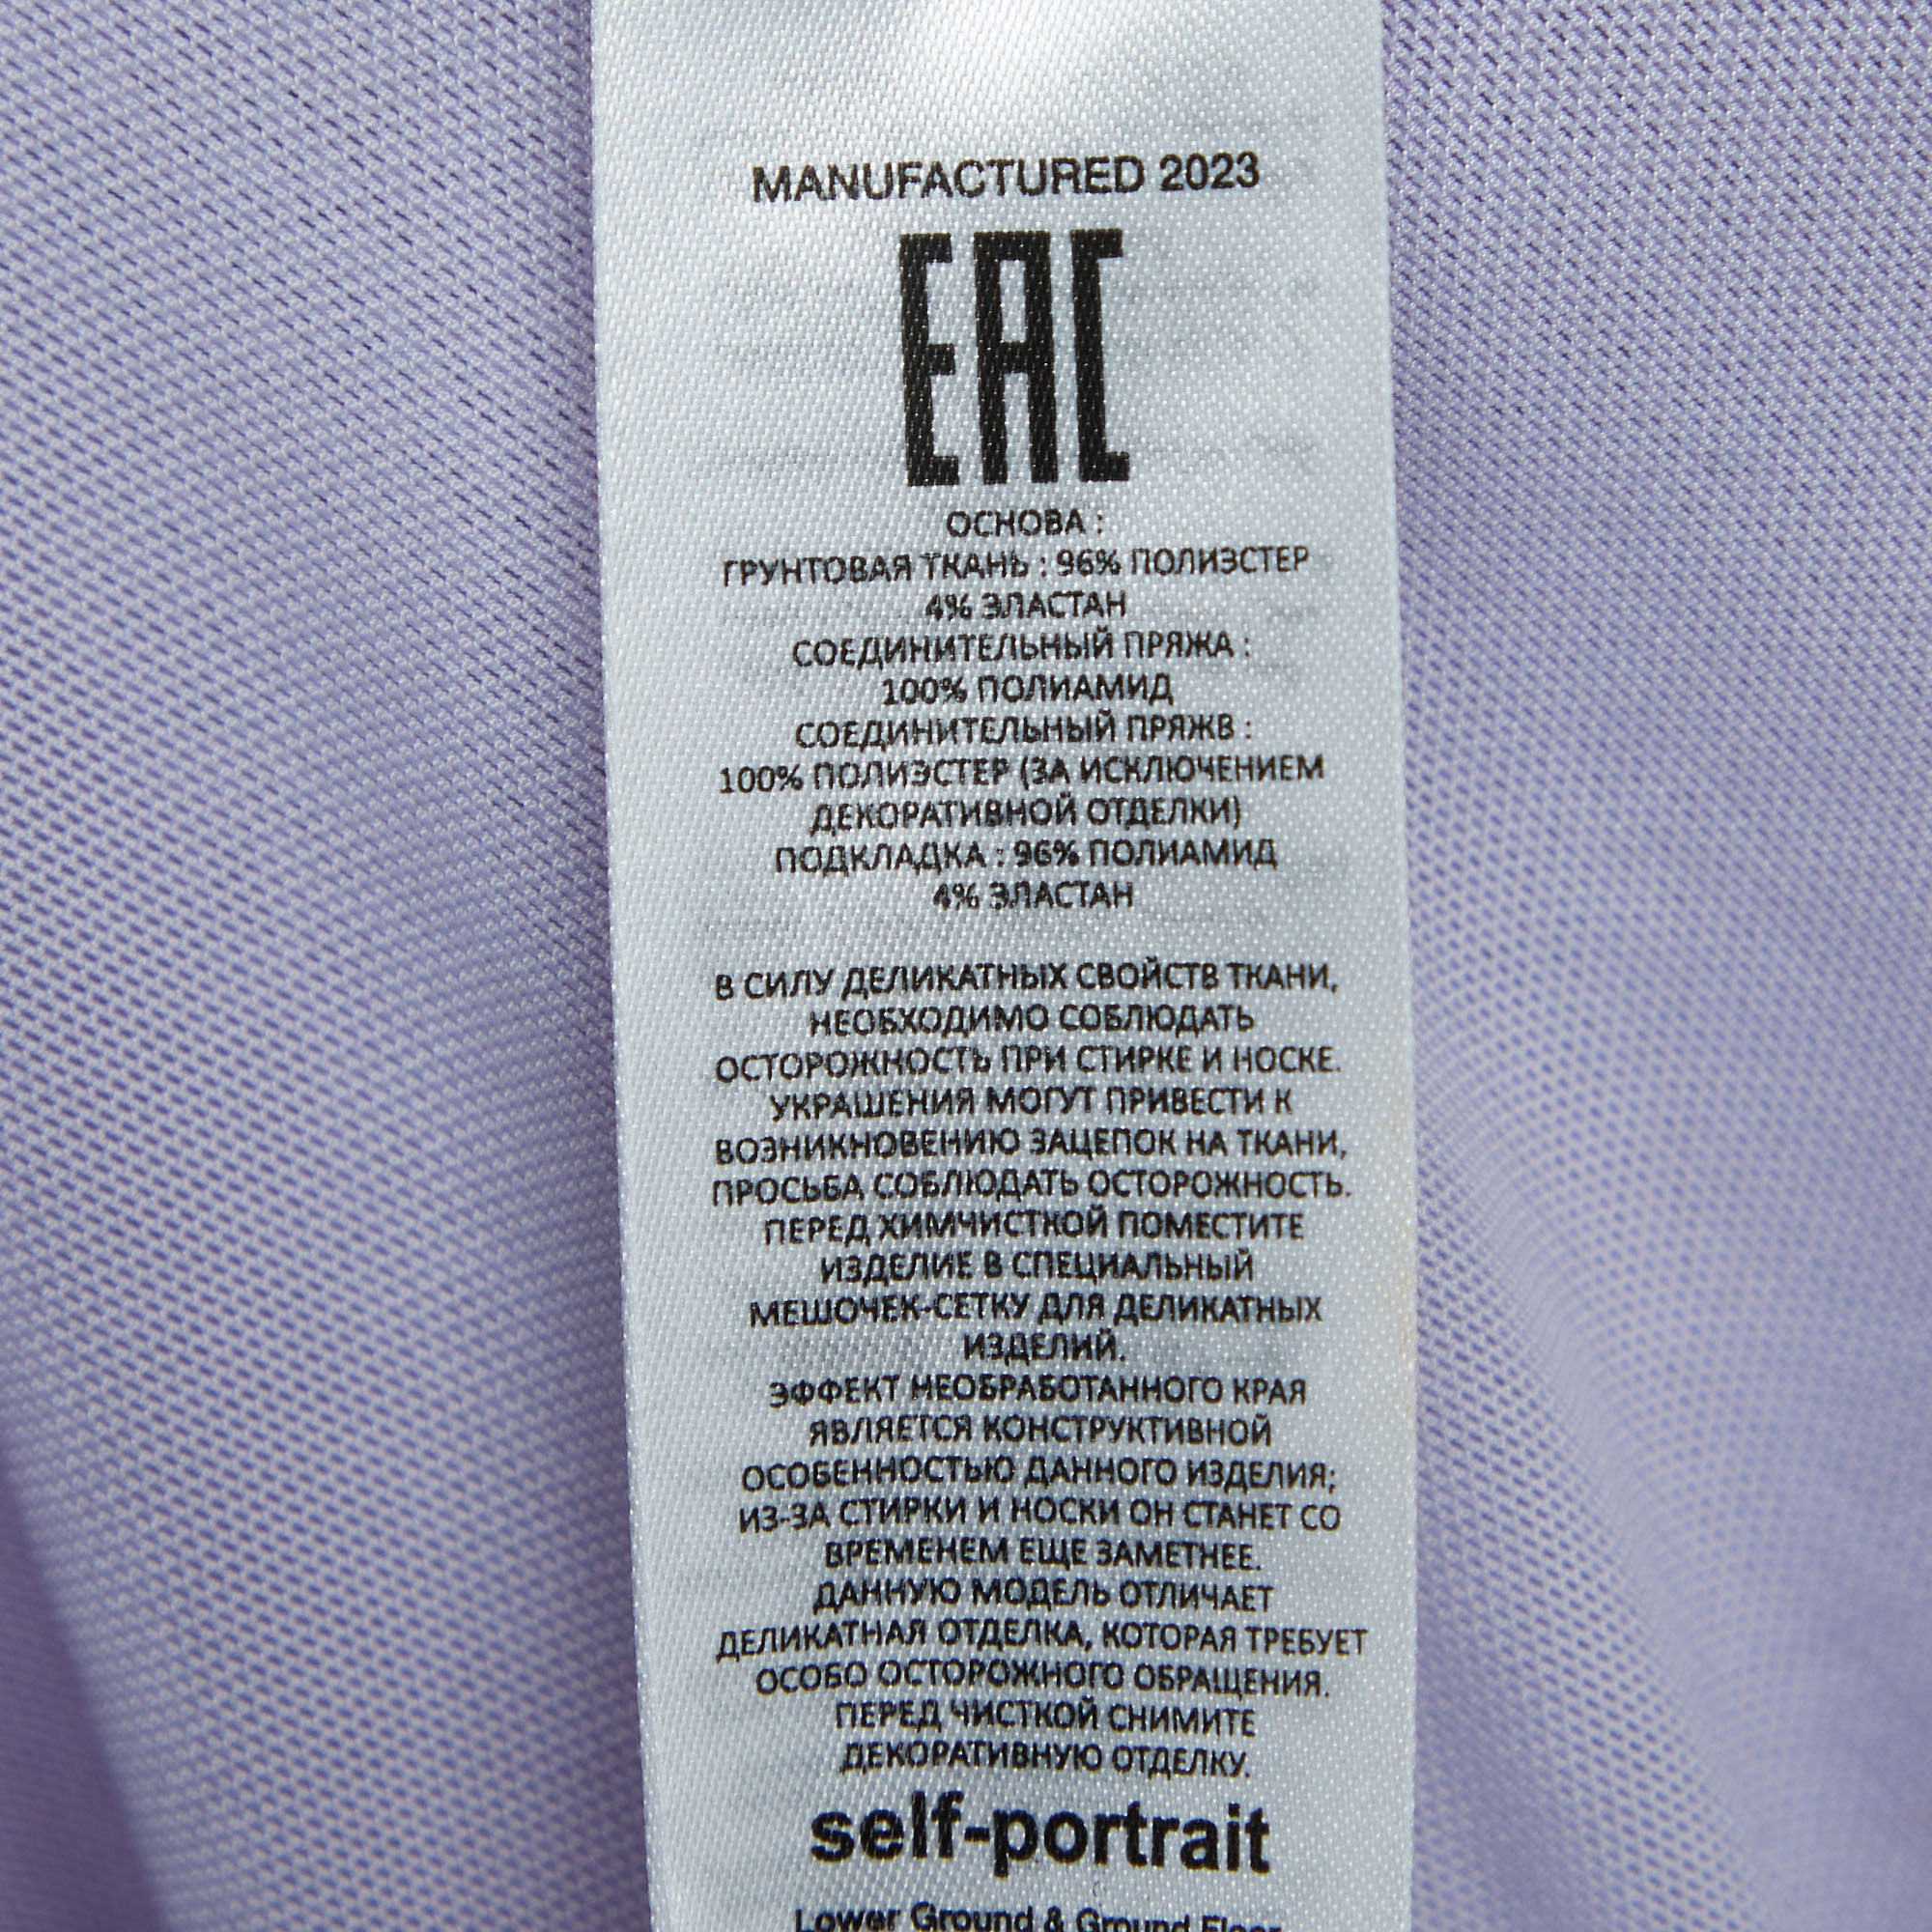 MANUFACTURED 2023
EAC
ОСНОВА :
ГРУНТОВАЯ ТКАНЬ : 96% ПОЛИЭСТЕР
4% ЭЛАСТАН
СОЕДИНИТЕЛЬНЫЙ ПРЯЖА :
100% ПОЛИАМИД
СОЕДИНИТЕЛЬНЫЙ ПРЯЖВ :
100% ПОЛИЭСТЕР (ЗА ИСКЛЮЧЕНИЕМ
ДЕКОРАТИВНОЙ ОТДЕЛКИ)
ПОДКЛАДКА : 96% ПОЛИАМИД
4% ЭЛАСТАН
В СИЛУ ДЕЛИКАТНЫХ СВОЙСТВ ТКАНИ,
НЕОБХОДИМО СОБЛЮДАТЬ
ОСТОРОЖНОСТЬ ПРИ СТИРКЕ И НОСКЕ.
УКРАШЕНИЯ МОГУТ ПРИВЕСТИ К
ВОЗНИКНОВЕНИЮ ЗАЦЕПОК НА ТКАНИ,
ПРОСЬБА СОБЛЮДАТЬ ОСТОРОЖНОСТЬ.
ПЕРЕД ХИМЧИСТКОЙ ПОМЕСТИТЕ
ИЗДЕЛИЕ В СПЕЦИАЛЬНЫЙ
МЕШОЧЕК-СЕТКУ ДЛЯ ДЕЛИКАТНЫХ
ИЗДЕЛИЙ.
ЭФФЕКТ НЕОБРАБОТАННОГО КРАЯ
ЯВЛЯЕТСЯ КОНСТРУКТИВНОЙ
ОСОБЕННОСТЬЮ ДАННОГО ИЗДЕЛИЯ;
ИЗ-ЗА СТИРКИ И НОСКИ ОН СТАНЕТ СО
ВРЕМЕНЕМ ЕЩЕ ЗАМЕТНЕЕ.
ДАННУЮ МОДЕЛЬ ОТЛИЧАЕТ
ДЕЛИКАТНАЯ ОТДЕЛКА, КОТОРАЯ ТРЕБУЕТ
ОСОБО ОСТОРОЖНОГО ОБРАЩЕНИЯ.
ПЕРЕД ЧИСТКОЙ СНИМИТЕ
ДЕКОРАТИВНУЮ ОТДЕЛКУ.
self-portrait
Lower Ground & Ground Floor